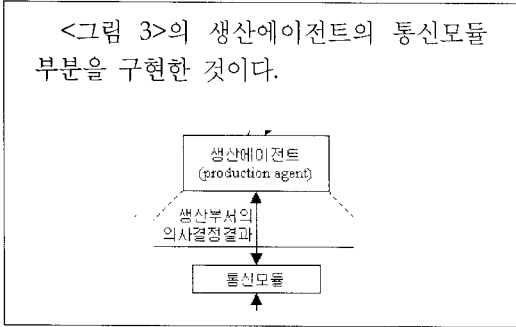 <그림 3>의 생산에이전트의 통신모듈
부분을 구현한 것이다.
생산에이전트
(production agent)
생산부서의
의사결정결과
통신모듈